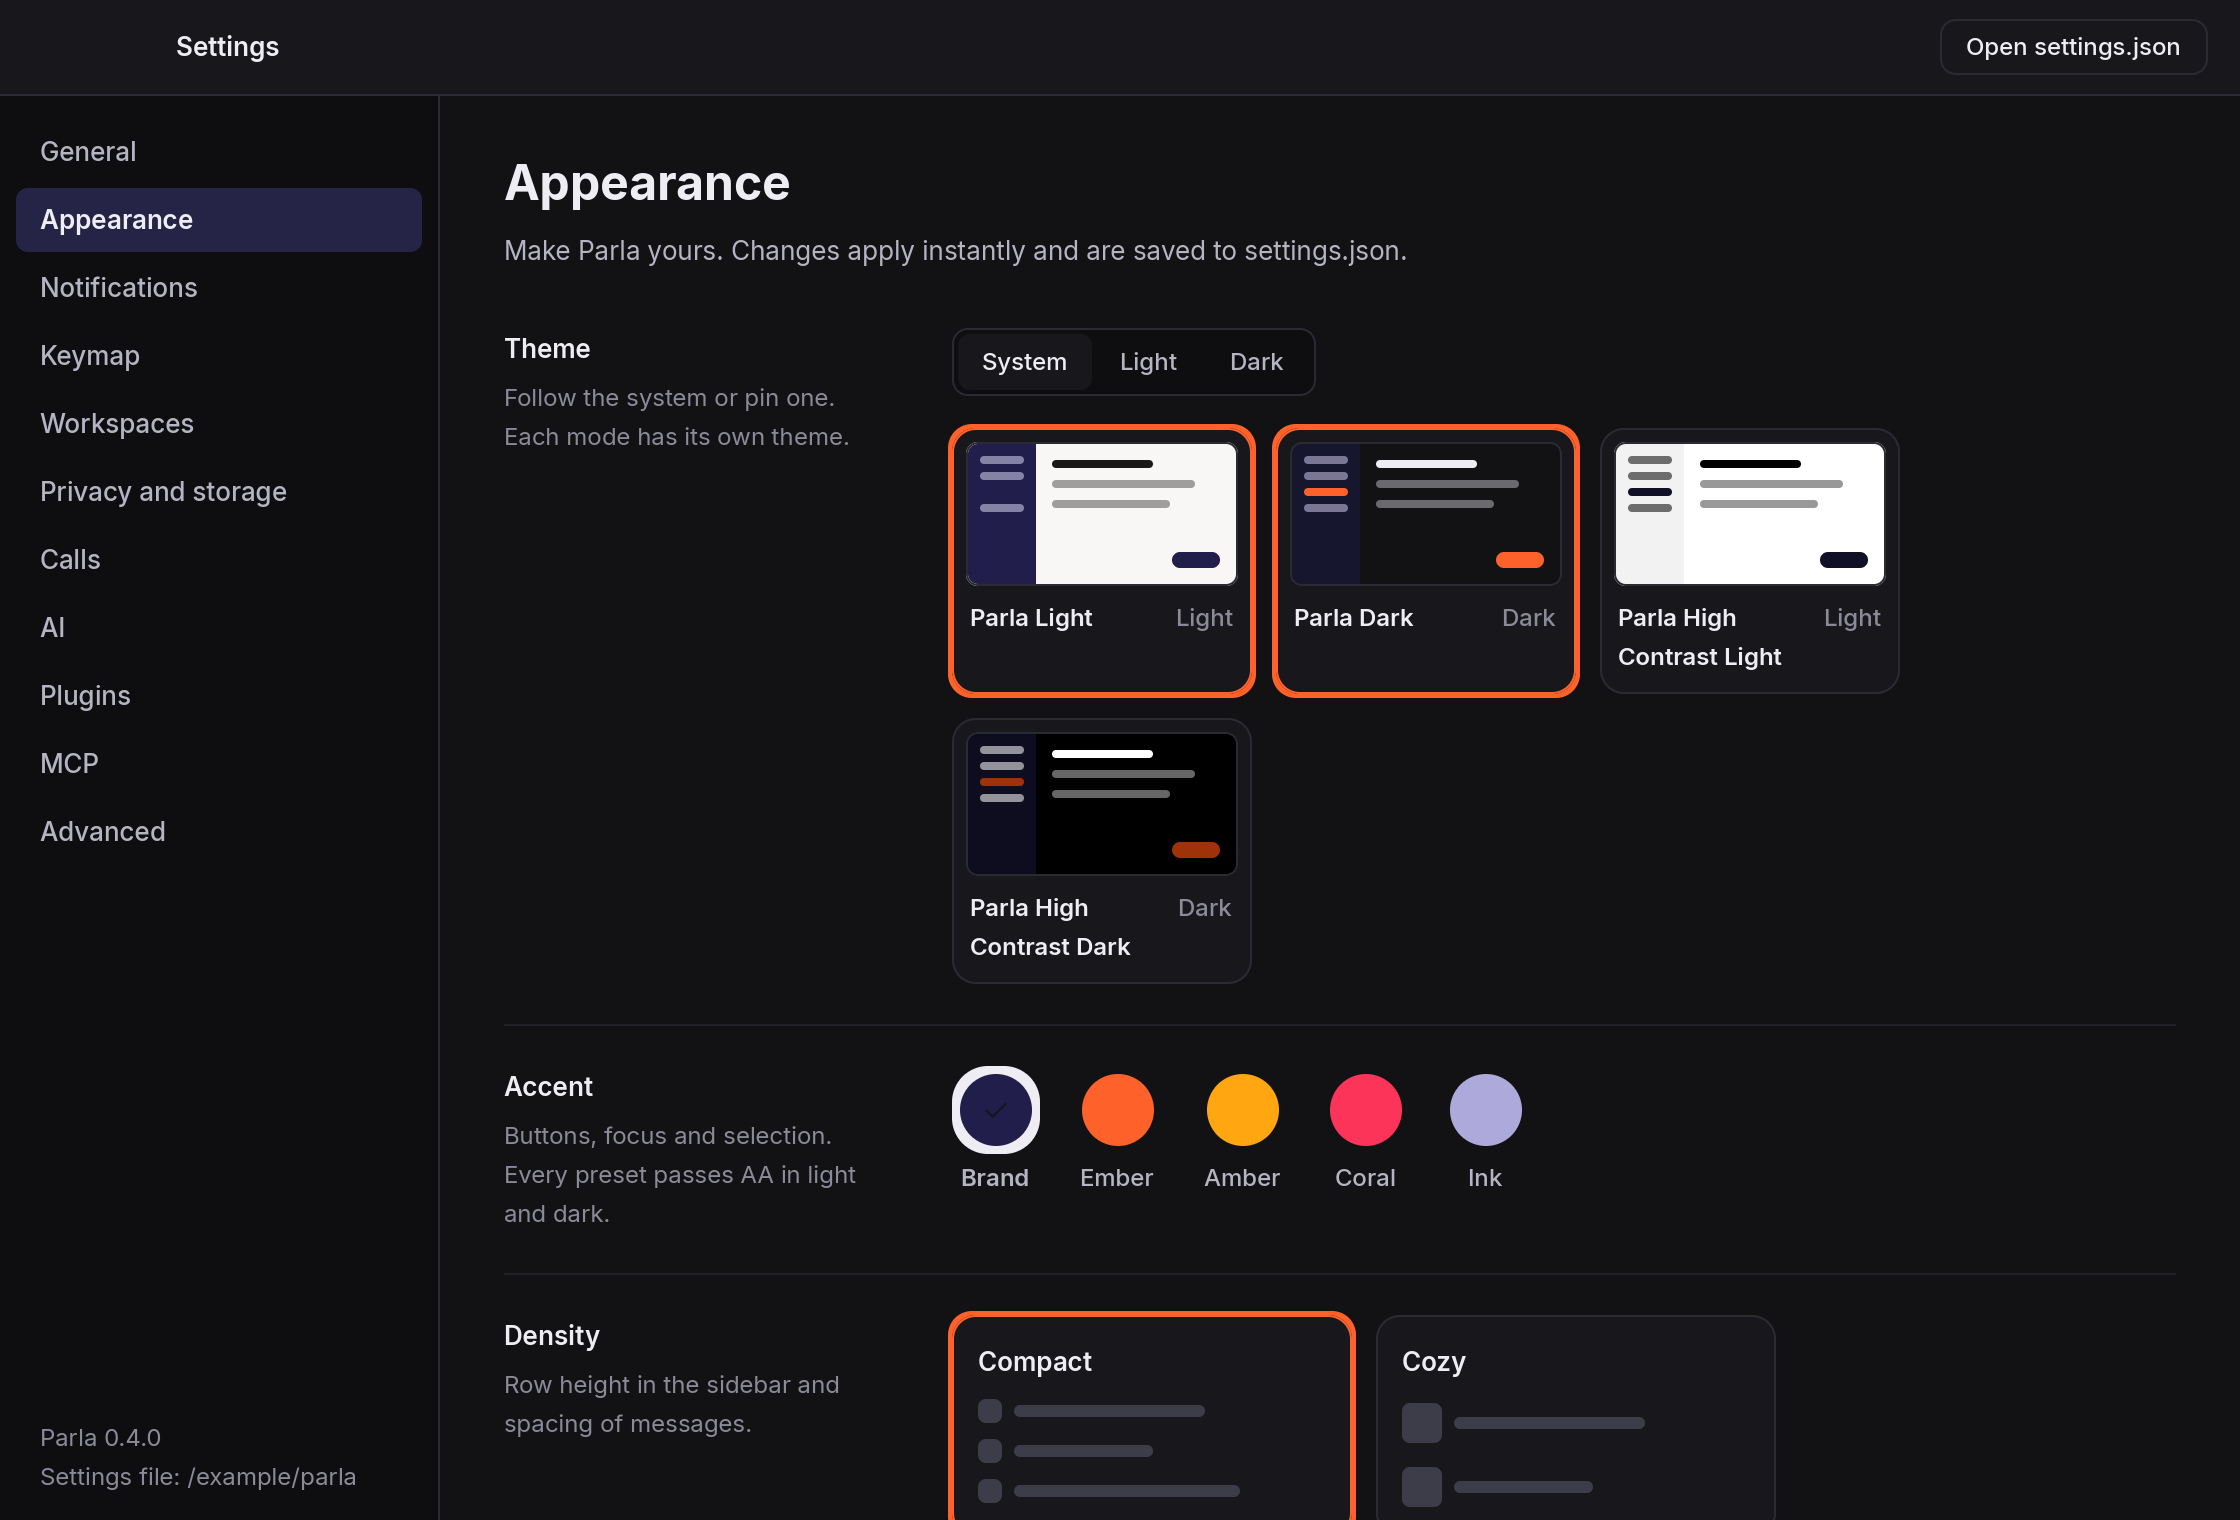 Settings
Open settings.json
General
Appearance
Notifications
Keymap
Workspaces
Privacy and storage
Calls
AI
Plugins
MCP
Advanced
Parla 0.4.0
Settings file: /example/parla
Appearance
Make Parla yours. Changes apply instantly and are saved to settings.json.
Theme
Follow the system or pin one.
Each mode has its own theme.
System Light Dark
Parla Light Light
Parla Dark Dark
Parla High Light
Contrast Light
Parla High Dark
Contrast Dark
Accent
Buttons, focus and selection.
Every preset passes AA in light
and dark.
Brand Ember Amber Coral Ink
Density
Row height in the sidebar and
spacing of messages.
Compact
Cozy